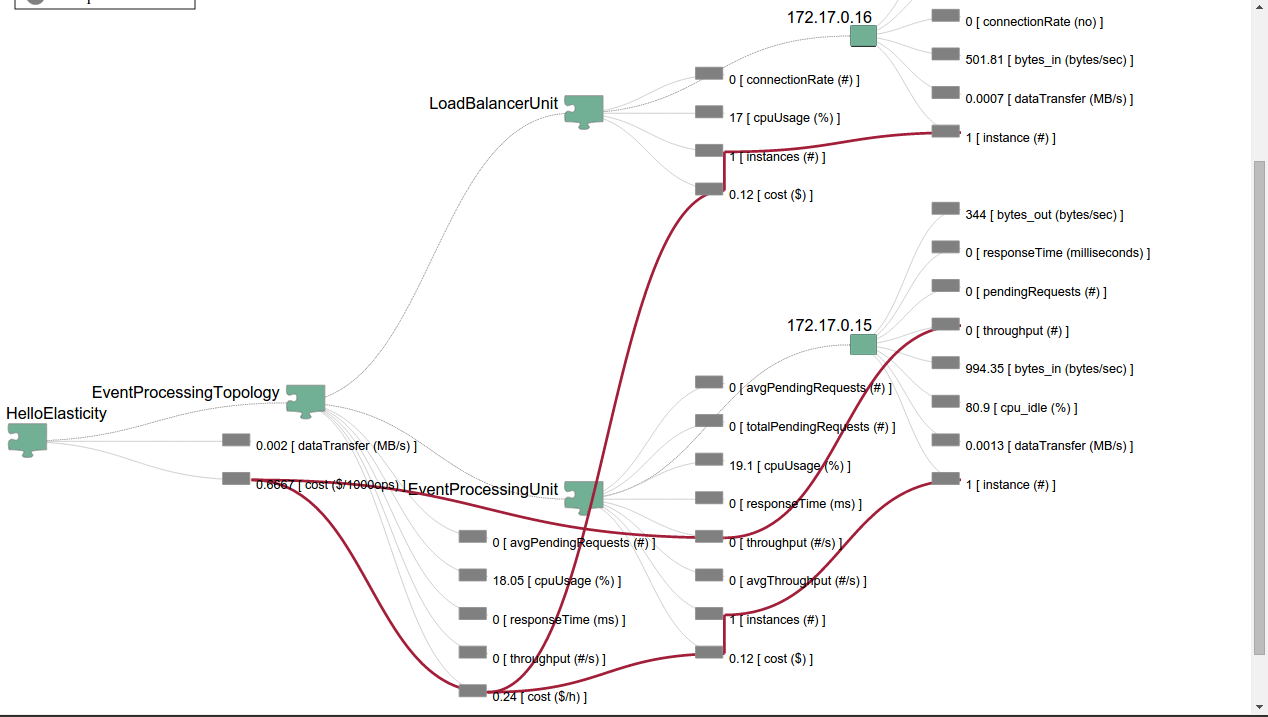 172.17.0.16
0 [ connectionRate (no) ]
501.81 [ bytes_in (bytes/sec) ]
0.0007 [ dataTransfer (MB/s) ]
1 [ instance (#) ]
LoadBalancerUnit
0 [ connectionRate (#) ]
17 [ cpuUsage (%) ]
1 [ instances (#) ]
0.12 [ cost ($) ]
344 [ bytes_out (bytes/sec) ]
0 [ responseTime (milliseconds) ]
0 [ pendingRequests (#) ]
172.17.0.15
0 [ throughput (#) ]
994.35 [ bytes_in (bytes/sec) ]
80.9 [ cpu_idle (%) ]
0.0013 [ dataTransfer (MB/s) ]
1 [ instance (#) ]
EventProcessingTopology
HelloElasticity
0.002 [ dataTransfer (MB/s) ]
0.6667 [ cost ($/1000ops) ]
EventProcessingUnit
0 [ avgPendingRequests (#) ]
0 [ totalPendingRequests (#) ]
19.1 [ cpuUsage (%) ]
0 [ responseTime (ms) ]
0 [ throughput (#/s) ]
0 [ avgThroughput (#/s) ]
1 [ instances (#) ]
0.12 [ cost ($) ]
0 [ avgPendingRequests (#) ]
18.05 [ cpuUsage (%) ]
0 [ responseTime (ms) ]
0 [ throughput (#/s) ]
0.24 [ cost ($/h) ]